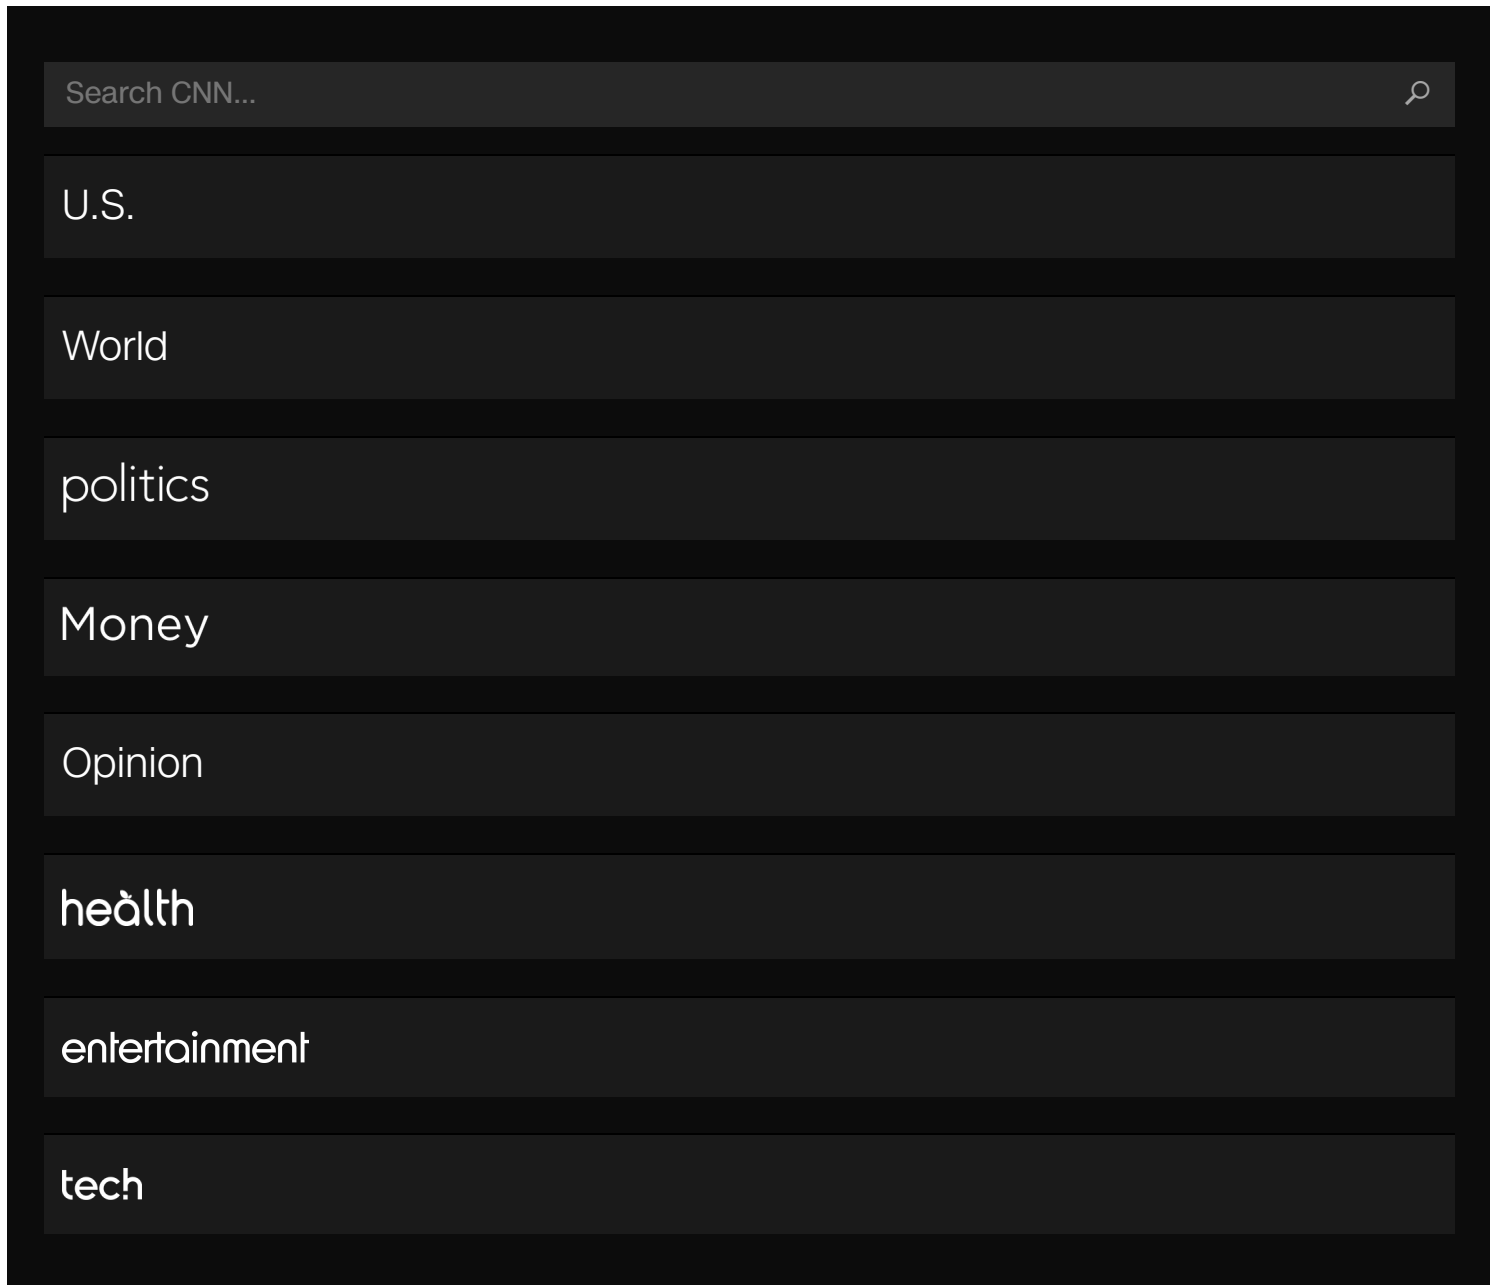 Search CNN...
U.S.
World
politics
Money
Opinion
health
entertainment
tech